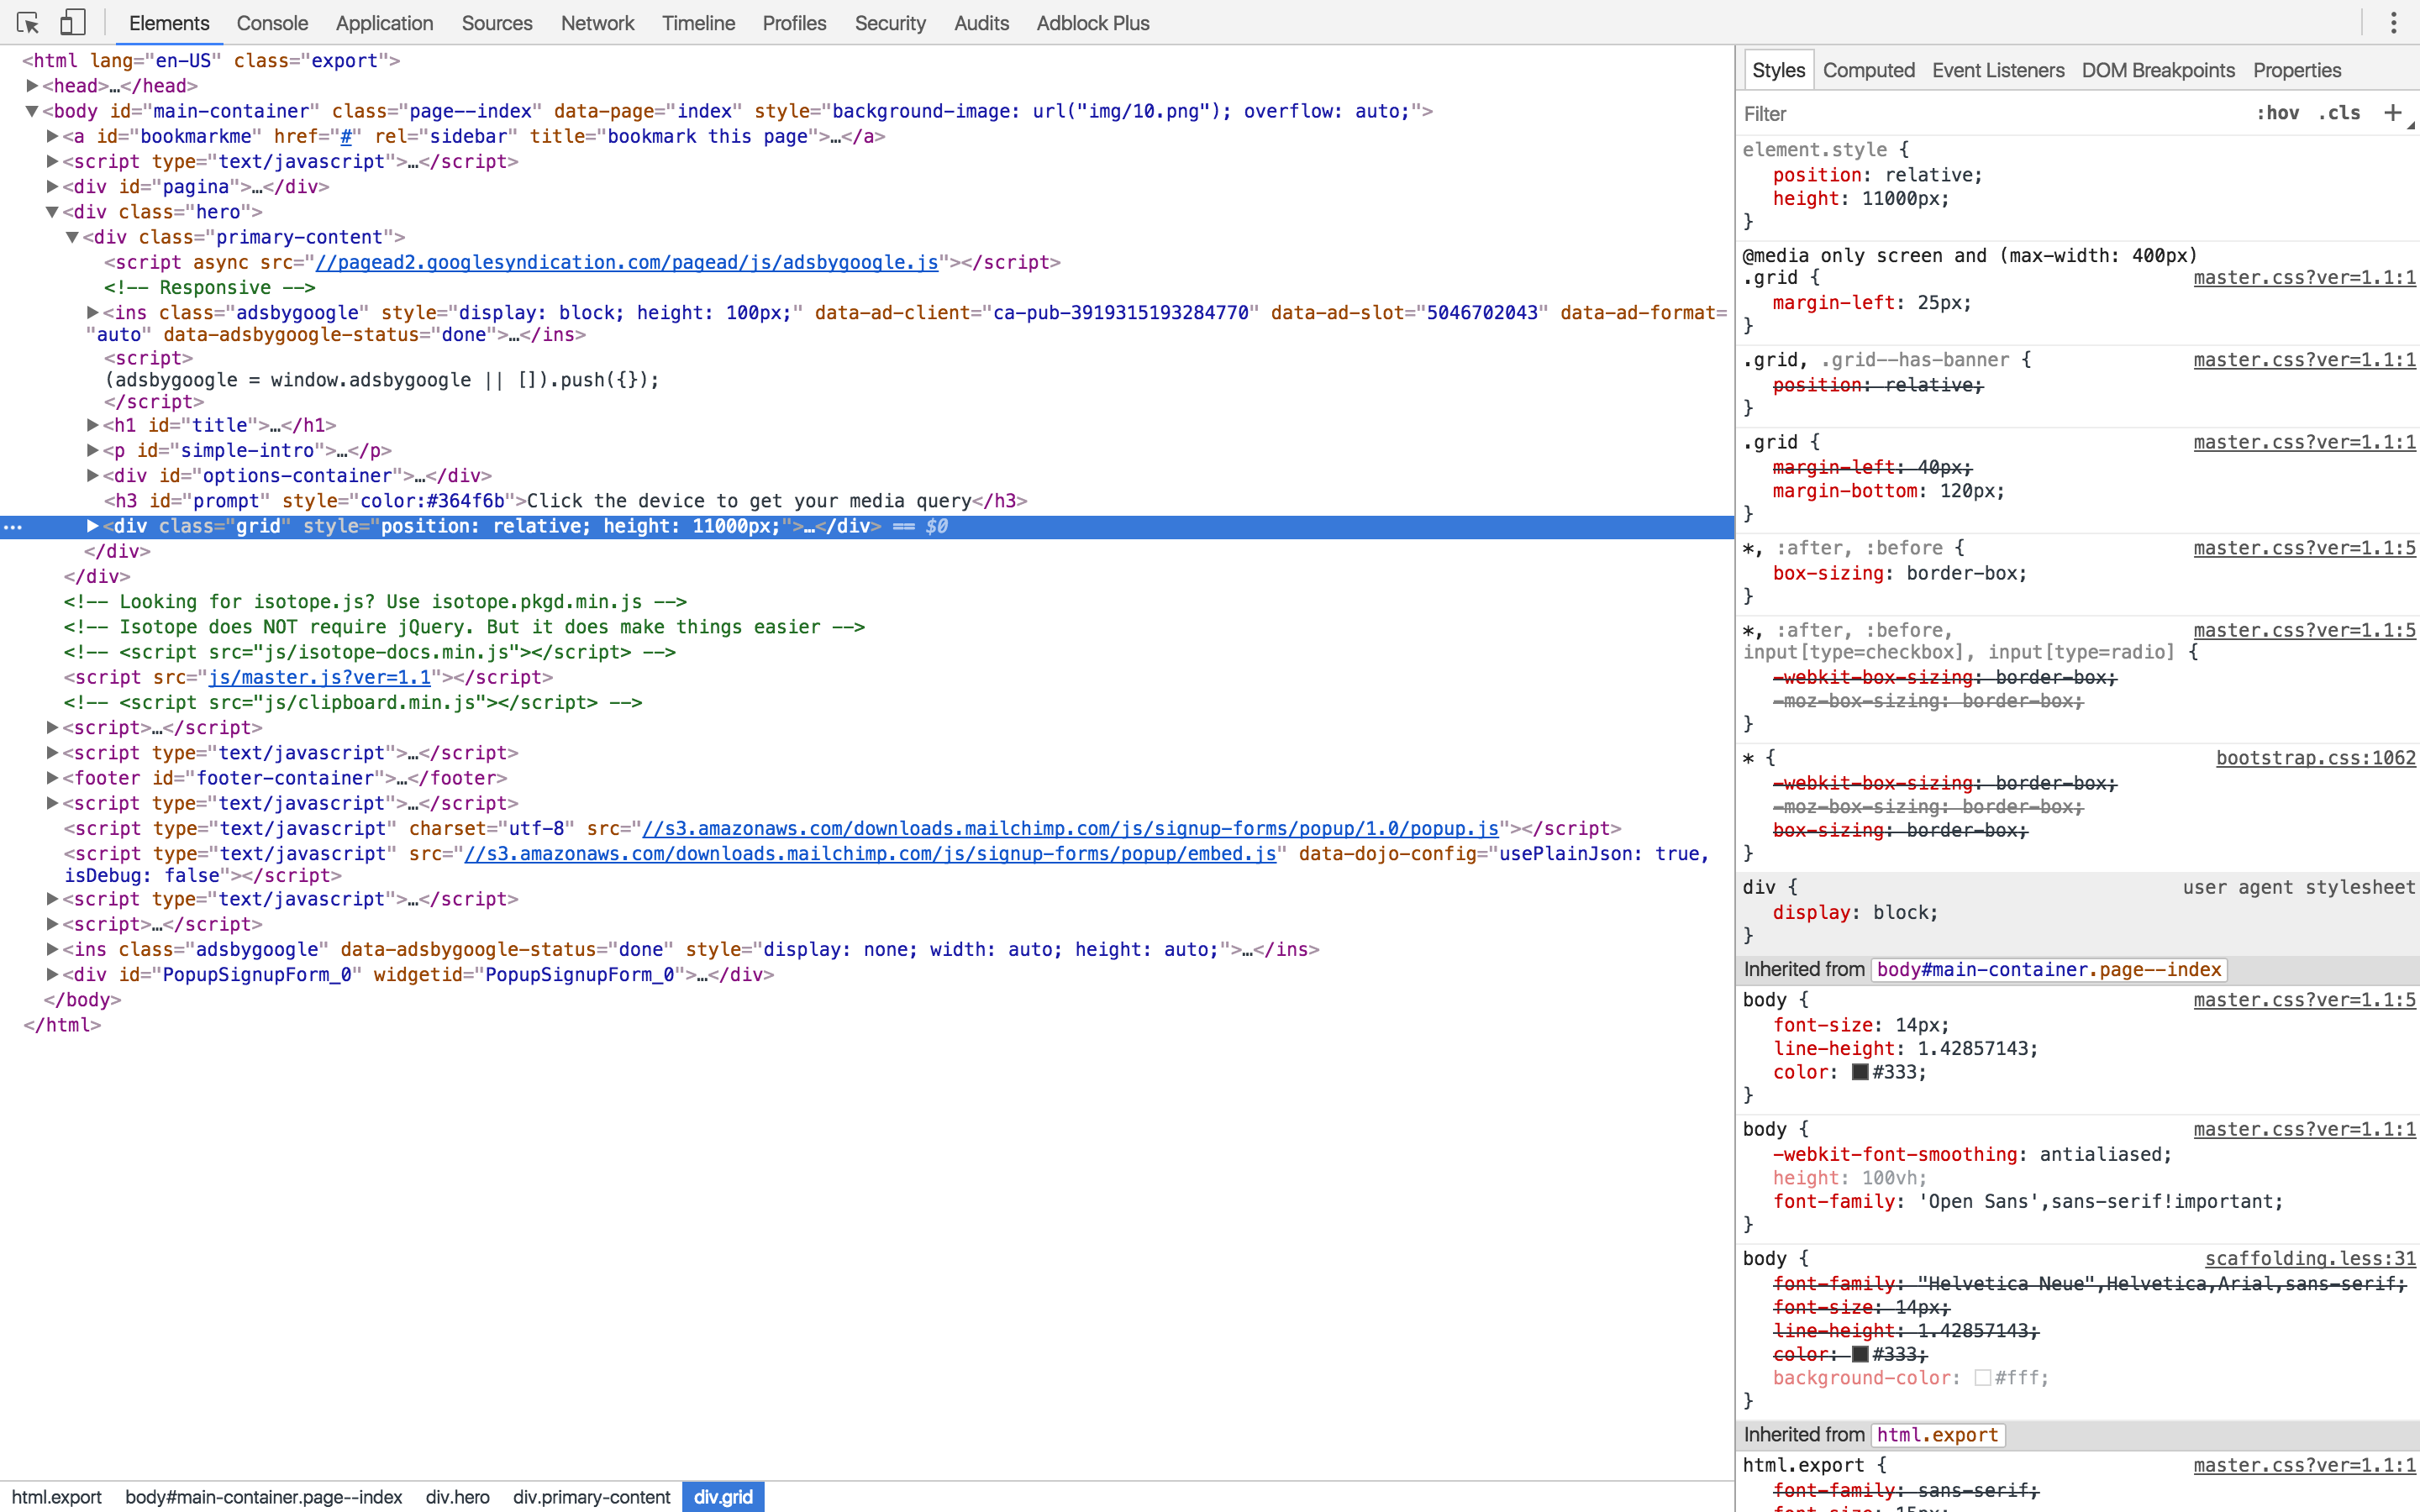 Elements Console Application Sources Network Timeline Profiles Security Audits Adblock Plus
<html lang="en-US" class="export">
<head>…</head>
<body id="main-container" class="page--index" data-page="index" style="background-image: url("img/10.png"); overflow: auto;">
<a id="bookmarkme" href="#" rel="sidebar" title="bookmark this page">…</a>
<script type="text/javascript">…</script>
<div id="pagina">…</div>
<div class="hero">
<div class="primary-content">
<script async src="//pagead2.googlesyndication.com/pagead/js/adsbygoogle.js"></script>
<!-- Responsive -->
<ins class="adsbygoogle" style="display: block; height: 100px;" data-ad-client="ca-pub-3919315193284770" data-ad-slot="5046702043" data-ad-format=
"auto" data-adsbygoogle-status="done">…</ins>
<script>
(adsbygoogle = window.adsbygoogle || []).push({});
</script>
<h1 id="title">…</h1>
<p id="simple-intro">…</p>
<div id="options-container">…</div>
<h3 id="prompt" style="color:#364f6b">Click the device to get your media query</h3>
<div class="grid" style="position: relative; height: 11000px;">…</div> == $0
</div>
</div>
<!-- Looking for isotope.js? Use isotope.pkgd.min.js -->
<!-- Isotope does NOT require jQuery. But it does make things easier -->
<!-- <script src="js/isotope-docs.min.js"></script> -->
<script src="js/master.js?ver=1.1"></script>
<!-- <script src="js/clipboard.min.js"></script> -->
<script>…</script>
<script type="text/javascript">…</script>
<footer id="footer-container">…</footer>
<script type="text/javascript">…</script>
<script type="text/javascript" charset="utf-8" src="//s3.amazonaws.com/downloads.mailchimp.com/js/signup-forms/popup/1.0/popup.js"></script>
<script type="text/javascript" src="//s3.amazonaws.com/downloads.mailchimp.com/js/signup-forms/popup/embed.js" data-dojo-config="usePlainJson: true,
isDebug: false"></script>
<script type="text/javascript">…</script>
<script>…</script>
<ins class="adsbygoogle" data-adsbygoogle-status="done" style="display: none; width: auto; height: auto;">…</ins>
<div id="PopupSignupForm_0" widgetid="PopupSignupForm_0">…</div>
</body>
</html>
html.export body#main-container.page--index div.hero div.primary-content div.grid
Styles Computed Event Listeners DOM Breakpoints Properties
Filter :hov .cls +
element.style {
position: relative;
height: 11000px;
}
@media only screen and (max-width: 400px)
.grid { master.css?ver=1.1:1
margin-left: 25px;
}
.grid, .grid--has-banner { master.css?ver=1.1:1
position: relative;
}
.grid { master.css?ver=1.1:1
margin-left: 40px;
margin-bottom: 120px;
}
*, :after, :before { master.css?ver=1.1:5
box-sizing: border-box;
}
*, :after, :before, master.css?ver=1.1:5
input[type=checkbox], input[type=radio] {
-webkit-box-sizing: border-box;
-moz-box-sizing: border-box;
}
* { bootstrap.css:1062
-webkit-box-sizing: border-box;
-moz-box-sizing: border-box;
box-sizing: border-box;
}
div { user agent stylesheet
display: block;
}
Inherited from body#main-container.page--index
body { master.css?ver=1.1:5
font-size: 14px;
line-height: 1.42857143;
color: #333;
}
body { master.css?ver=1.1:1
-webkit-font-smoothing: antialiased;
height: 100vh;
font-family: 'Open Sans',sans-serif!important;
}
body { scaffolding.less:31
font-family: "Helvetica Neue",Helvetica,Arial,sans-serif;
font-size: 14px;
line-height: 1.42857143;
color: #333;
background-color: #fff;
}
Inherited from html.export
html.export { master.css?ver=1.1:1
font-family: sans-serif;
font-size: 15px;